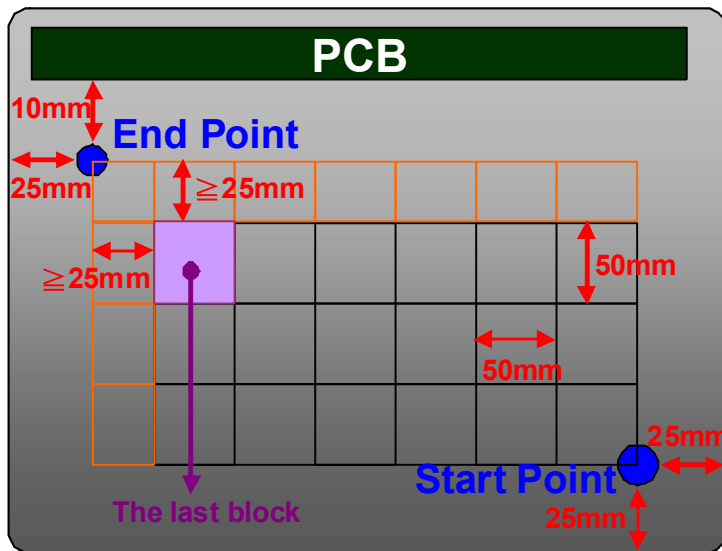 PCB
10mm
End Point
25mm
≧25mm
≧25mm
50mm
50mm
25mm
Start Point
The last block
25mm